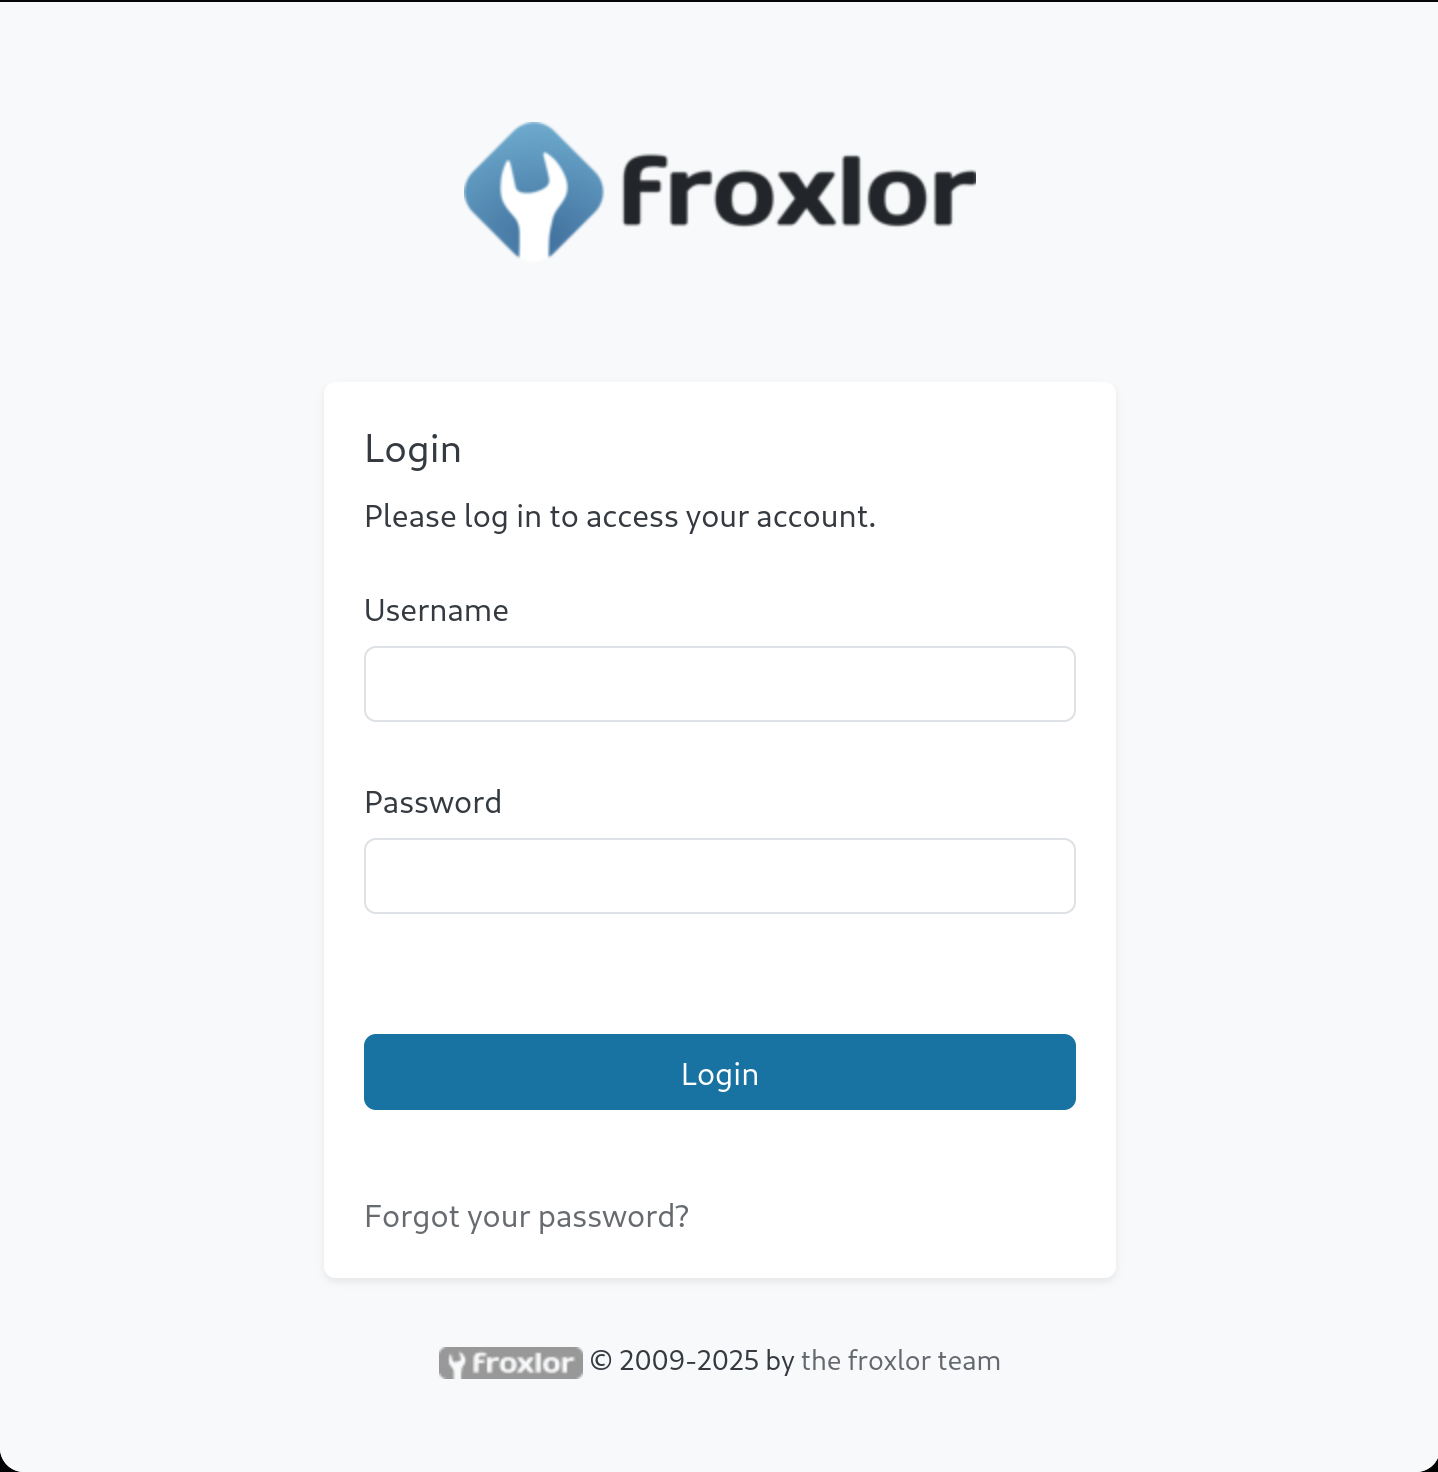 froxlor
Login
Please log in to access your account.
Username
Password
Login
Forgot your password?
froxlor © 2009-2025 by the froxlor team